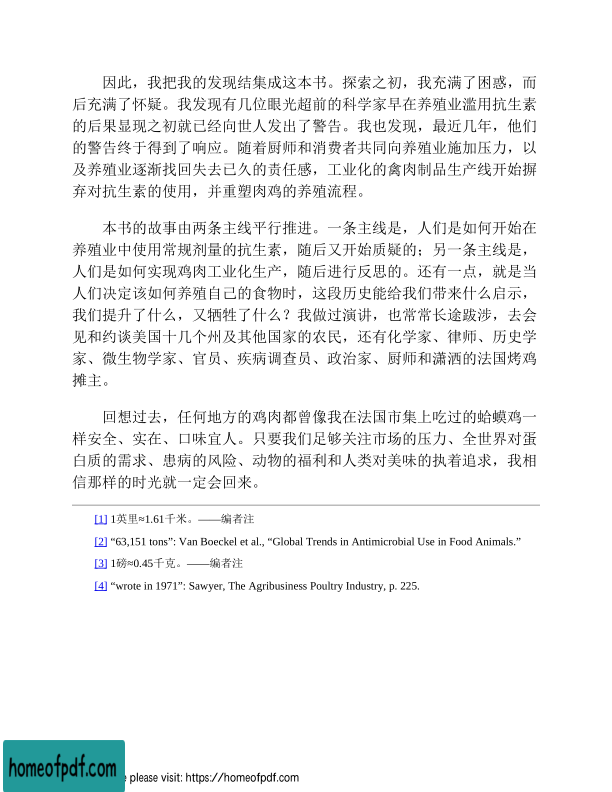 因此，我把我的发现结集成这本书。探索之初，我充满了困惑，而
后充满了怀疑。我发现有几位眼光超前的科学家早在养殖业滥用抗生素
的后果显现之初就已经向世人发出了警告。我也发现，最近几年，他们
的警告终于得到了响应。随着厨师和消费者共同向养殖业施加压力，以
及养殖业逐渐找回失去已久的责任感，工业化的禽肉制品生产线开始摒
弃对抗生素的使用，并重塑肉鸡的养殖流程。
本书的故事由两条主线平行推进。一条主线是，人们是如何开始在
养殖业中使用常规剂量的抗生素，随后又开始质疑的；另一条主线是，
人们是如何实现鸡肉工业化生产，随后进行反思的。还有一点，就是当
人们决定该如何养殖自己的食物时，这段历史能给我们带来什么启示，
我们提升了什么，又牺牲了什么？我做过演讲，也常常长途跋涉，去会
见和约谈美国十几个州及其他国家的农民，还有化学家、律师、历史学
家、微生物学家、官员、疾病调查员、政治家、厨师和潇洒的法国烤鸡
摊主。
回想过去，任何地方的鸡肉都曾像我在法国市集上吃过的蛤蟆鸡一
样安全、实在、口味宜人。只要我们足够关注市场的压力、全世界对蛋
白质的需求、患病的风险、动物的福利和人类对美味的执着追求，我相
信那样的时光就一定会回来。
[1] 1英里≈1.61千米。——编者注
[2] “63,151 tons”: Van Boeckel et al., “Global Trends in Antimicrobial Use in Food Animals.”
[3] 1磅≈0.45千克。——编者注
[4] “wrote in 1971”: Sawyer, The Agribusiness Poultry Industry, p. 225.
homeofpdf.com
please visit: https://homeofpdf.com